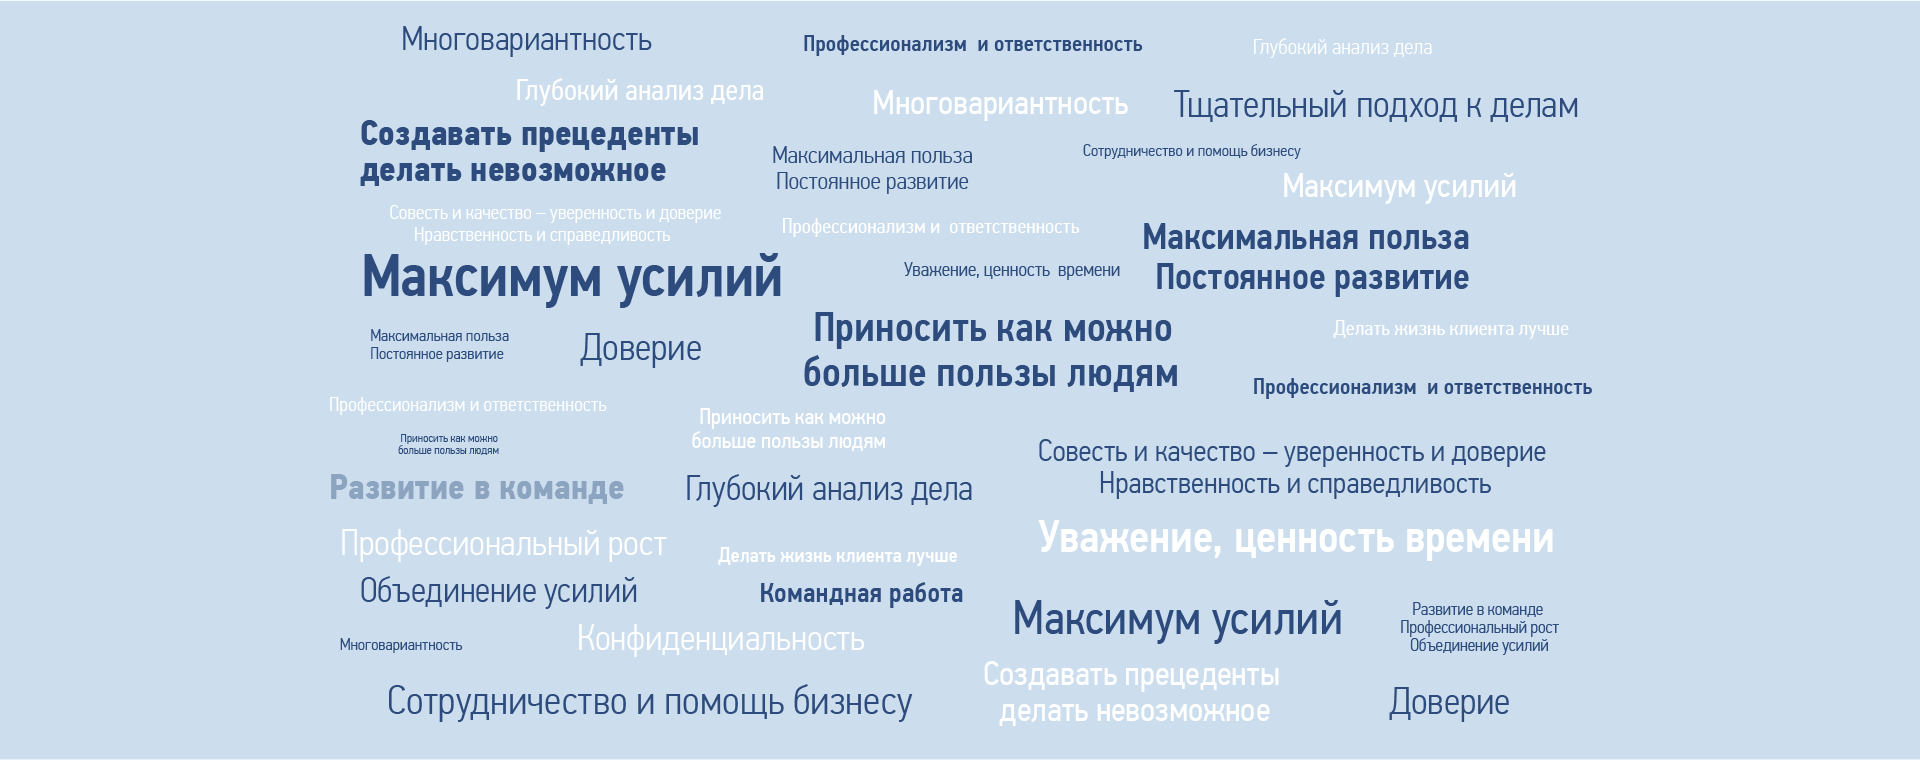 Многовариантность
Профессионализм и ответственность
Глубокий анализ дела
Глубокий анализ дела
Многовариантность
Тщательный подход к делам
Создавать прецеденты
делать невозможное
Максимальная польза
Постоянное развитие
Сотрудничество и помощь бизнесу
Максимум усилий
Совесть и качество – уверенность и доверие
Нравственность и справедливость
Профессионализм и ответственность
Максимальная польза
Постоянное развитие
Максимум усилий
Уважение, ценность времени
Приносить как можно
больше пользы людям
Делать жизнь клиента лучше
Максимальная польза
Постоянное развитие
Доверие
Профессионализм и ответственность
Профессионализм и ответственность
Приносить как можно
больше пользы людям
Приносить как можно
больше пользы людям
Совесть и качество – уверенность и доверие
Нравственность и справедливость
Развитие в команде
Глубокий анализ дела
Уважение, ценность времени
Профессиональный рост
Делать жизнь клиента лучше
Объединение усилий
Командная работа
Максимум усилий
Развитие в команде
Профессиональный рост
Объединение усилий
Многовариантность
Конфиденциальность
Создавать прецеденты
делать невозможное
Сотрудничество и помощь бизнесу
Доверие